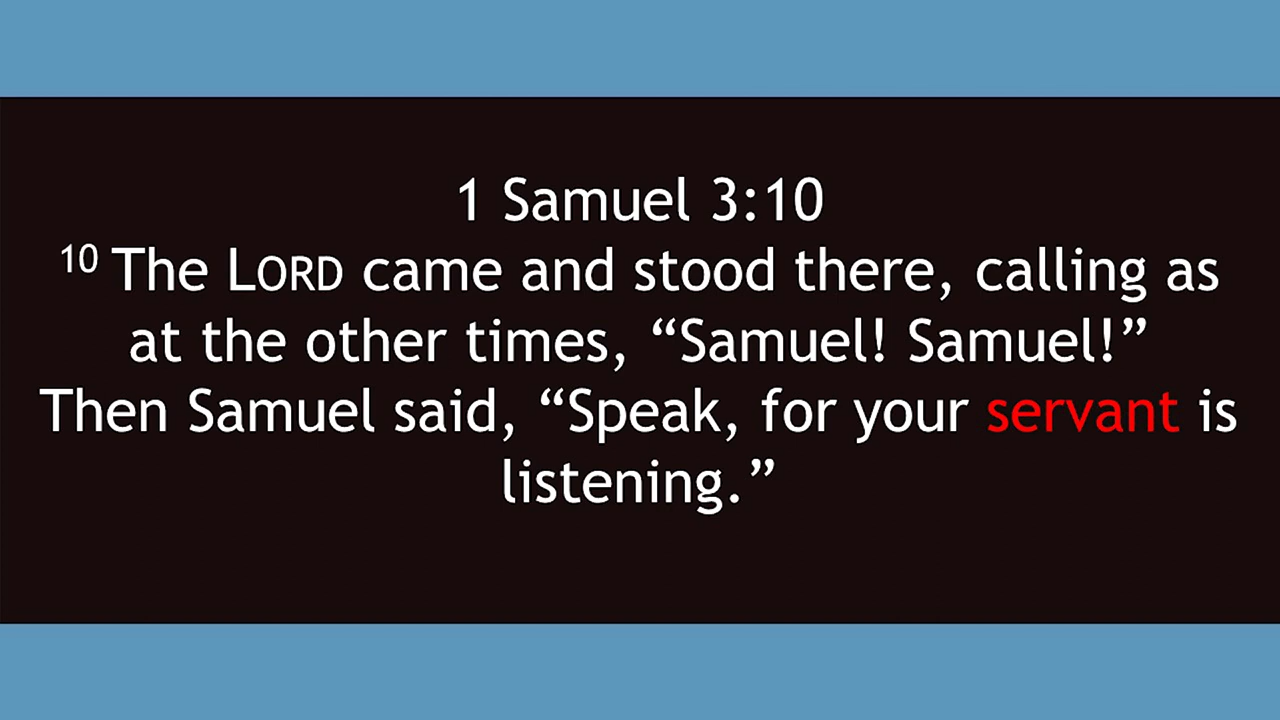 1 Samuel 3:10
10 The LORD came and stood there, calling as
at the other times, “Samuel! Samuel!”
Then Samuel said, “Speak, for your servant is
listening.”